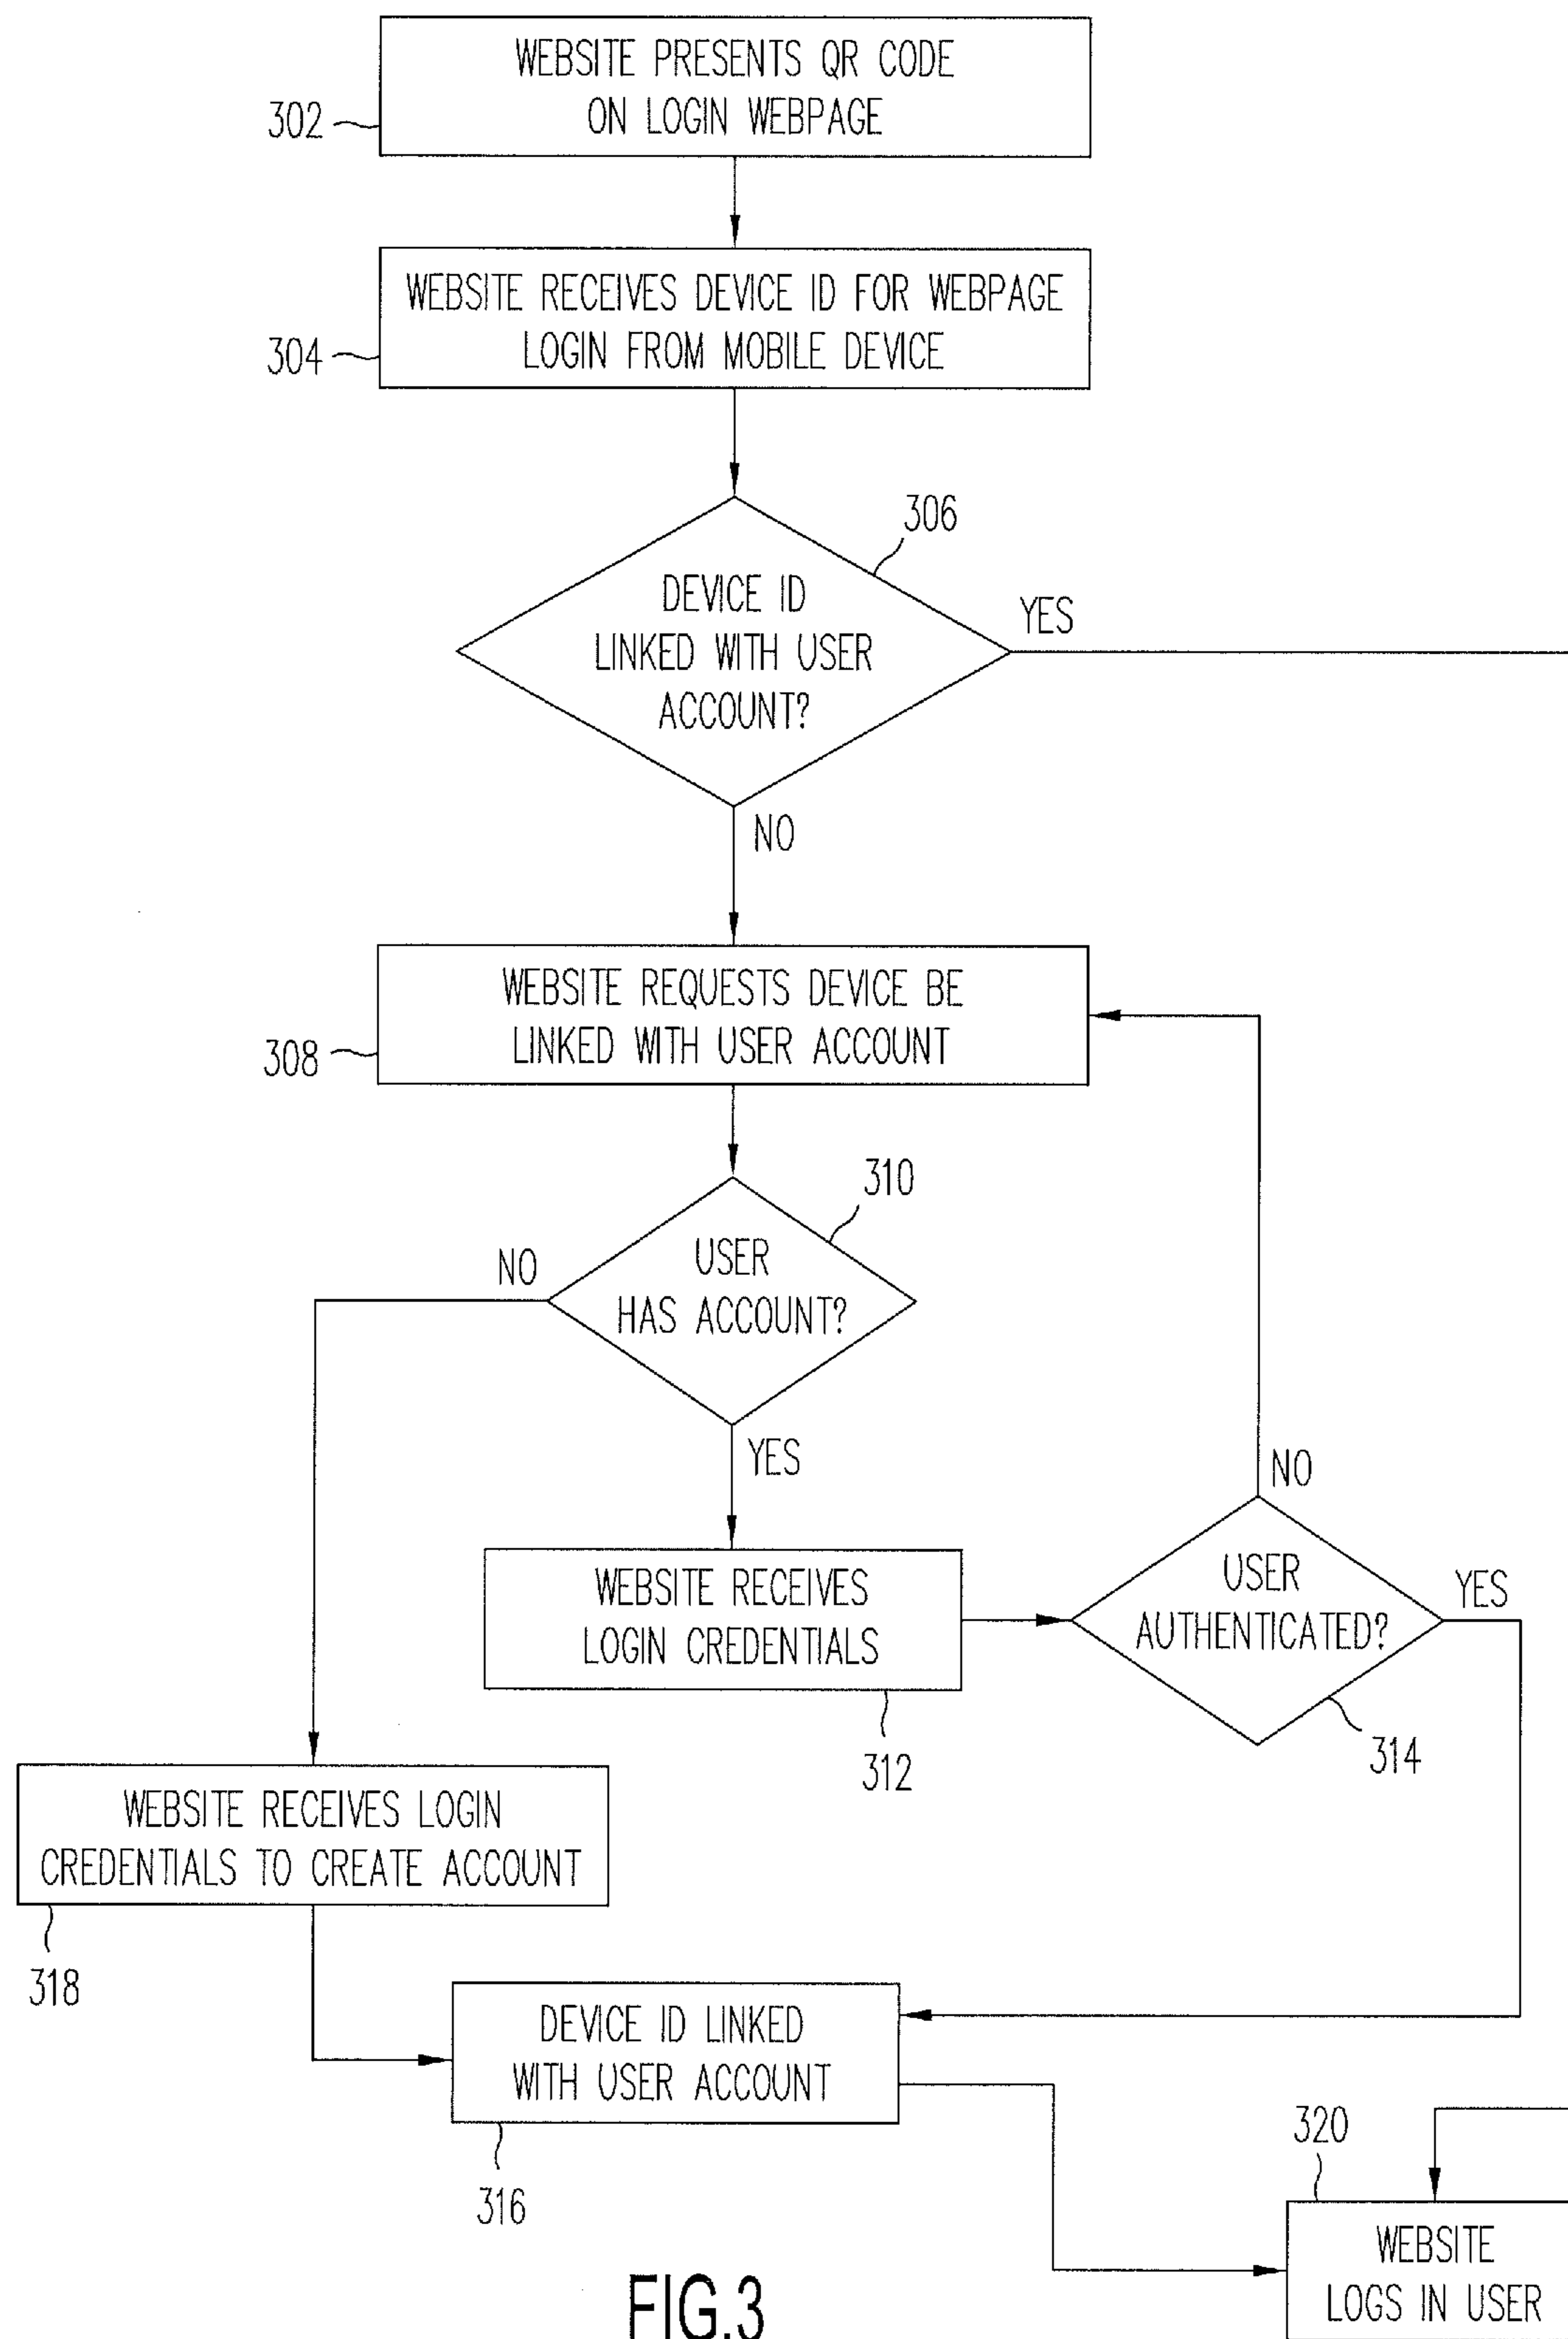 WEBSITE PRESENTS QR CODE
ON LOGIN WEBPAGE
302
WEBSITE RECEIVES DEVICE ID FOR WEBPAGE
LOGIN FROM MOBILE DEVICE
304
306
DEVICE ID
LINKED WITH USER
ACCOUNT?
YES
NO
WEBSITE REQUESTS DEVICE BE
LINKED WITH USER ACCOUNT
308
310
USER
HAS ACCOUNT?
NO
YES
WEBSITE RECEIVES
LOGIN CREDENTIALS
312
NO
USER
AUTHENTICATED?
YES
314
WEBSITE RECEIVES LOGIN
CREDENTIALS TO CREATE ACCOUNT
318
DEVICE ID LINKED
WITH USER ACCOUNT
316
320
WEBSITE
LOGS IN USER
FIG.3